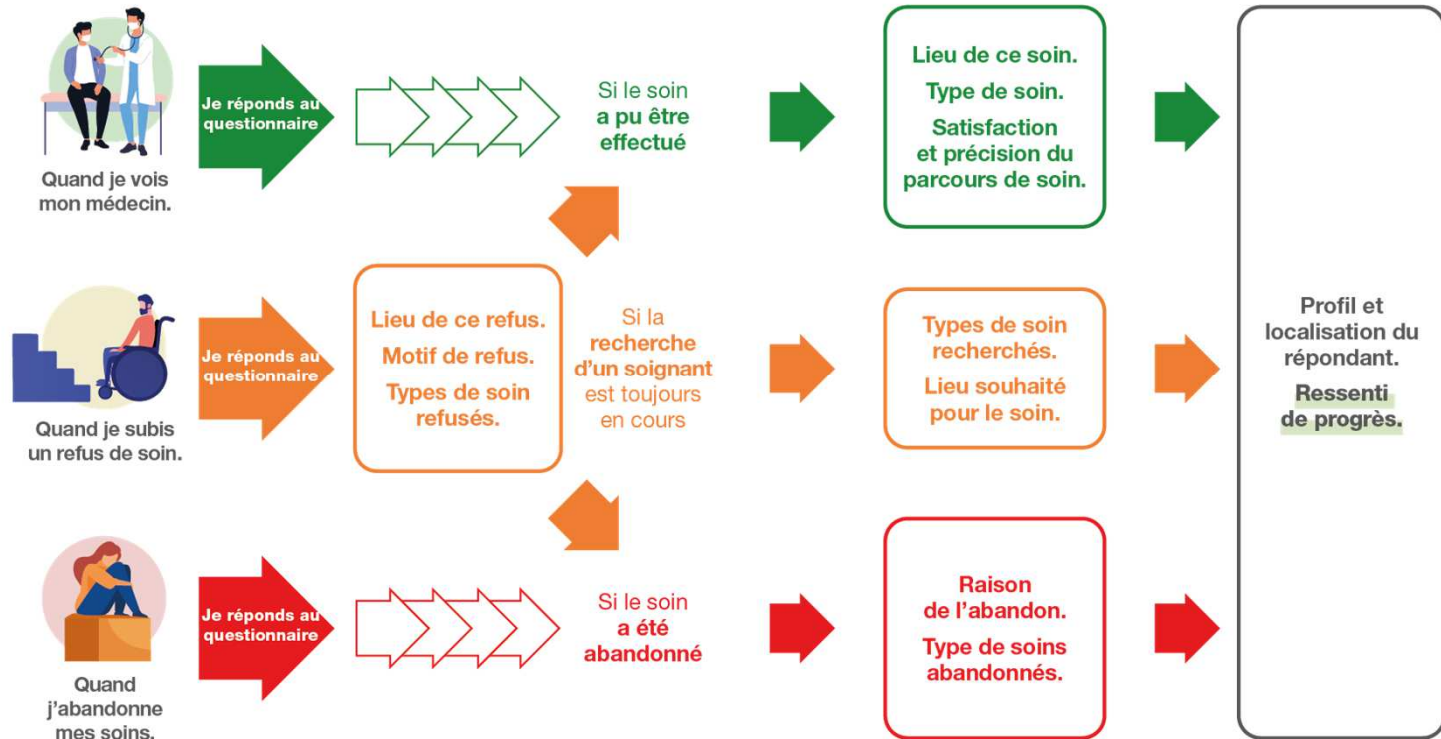 Quand je vois
mon médecin.
Je réponds au
questionnaire
Si le soin
a pu être
effectué
Lieu de ce soin.
Type de soin.
Satisfaction
et précision du
parcours de soin.
Quand je subis
un refus de soin.
Je réponds au
questionnaire
Lieu de ce refus.
Motif de refus.
Types de soin
refusés.
Si la
recherche
d'un soignant
est toujours
en cours
Types de soin
recherchés.
Lieu souhaité
pour le soin.
Quand
j'abandonne
mes soins.
Je réponds au
questionnaire
Si le soin
a été
abandonné
Raison
de l'abandon.
Type de soins
abandonnés.
Profil et
localisation du
répondant.
Ressenti
de progrès.